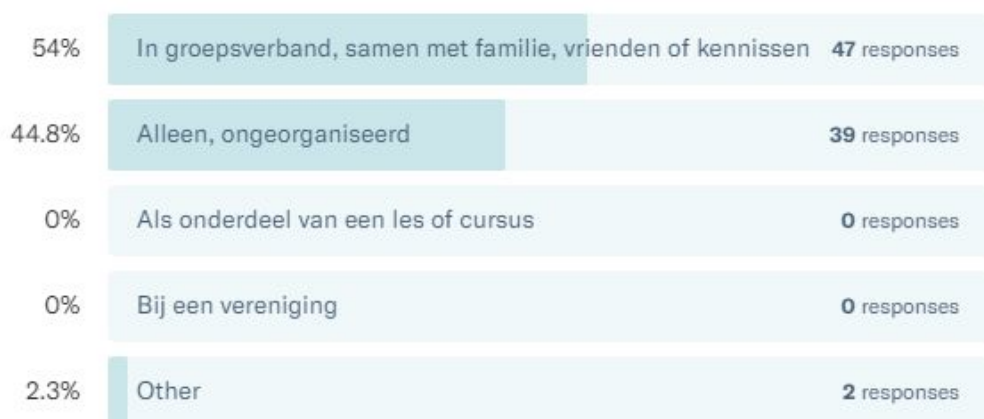 54% In groepsverband, samen met familie, vrienden of kennissen 47 responses
44.8% Alleen, ongeorganiseerd 39 responses
0% Als onderdeel van een les of cursus 0 responses
0% Bij een vereniging 0 responses
2.3% Other 2 responses